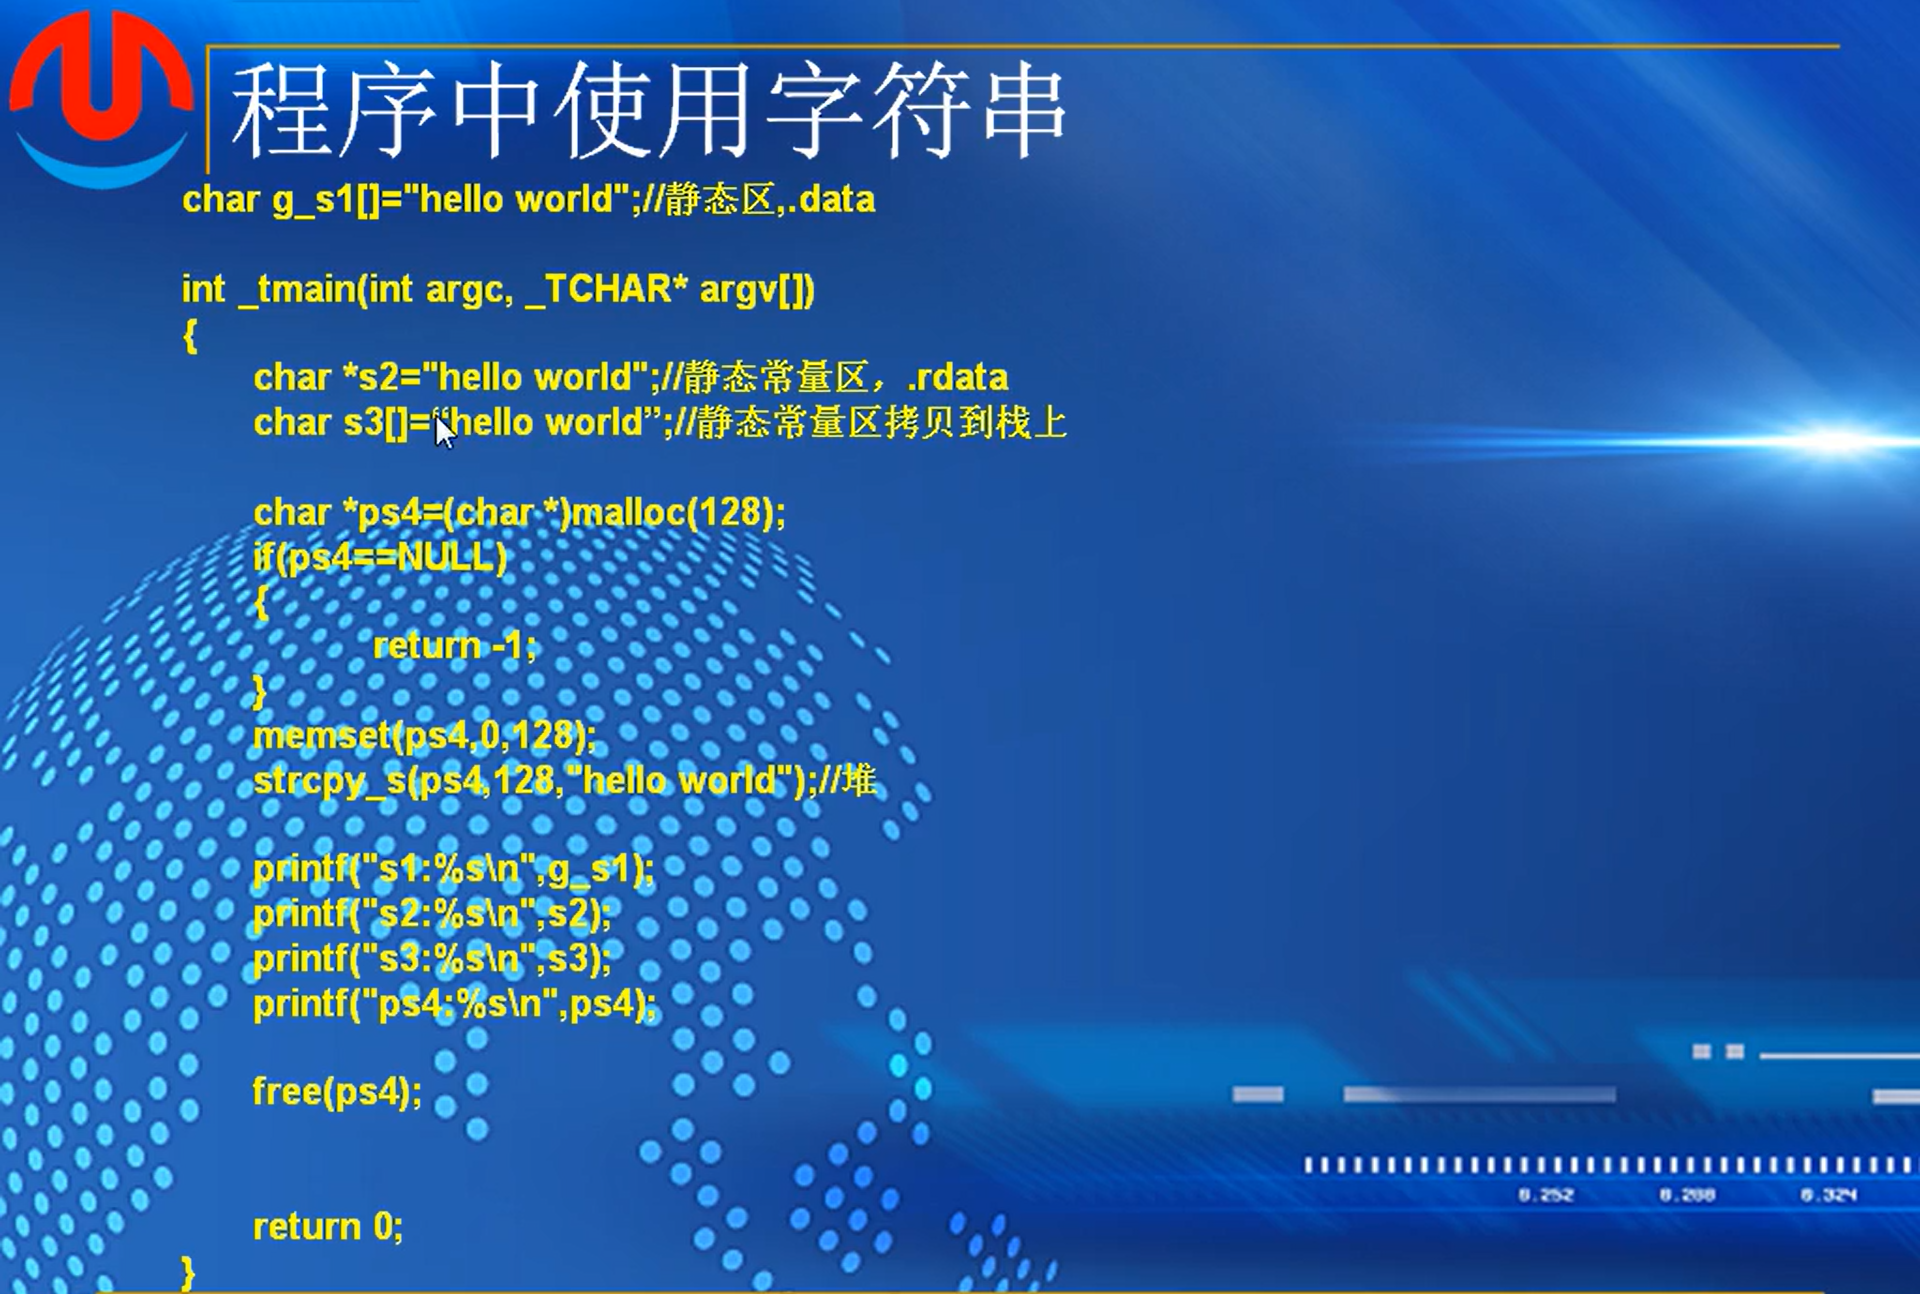 程序中使用字符串
char g_s1[]="hello world";//静态区,.data
int _tmain(int argc, _TCHAR* argv[])
{
char *s2="hello world";//静态常量区，.rdata
char s3[]=“hello world”;//静态常量区拷贝到栈上
char *ps4=(char *)malloc(128);
if(ps4==NULL)
{
return -1;
}
memset(ps4,0,128);
strcpy_s(ps4,128,"hello world");//堆
printf("s1:%s\n",g_s1);
printf("s2:%s\n",s2);
printf("s3:%s\n",s3);
printf("ps4:%s\n",ps4);
free(ps4);
0.252 0.288 0.324
return 0;
}